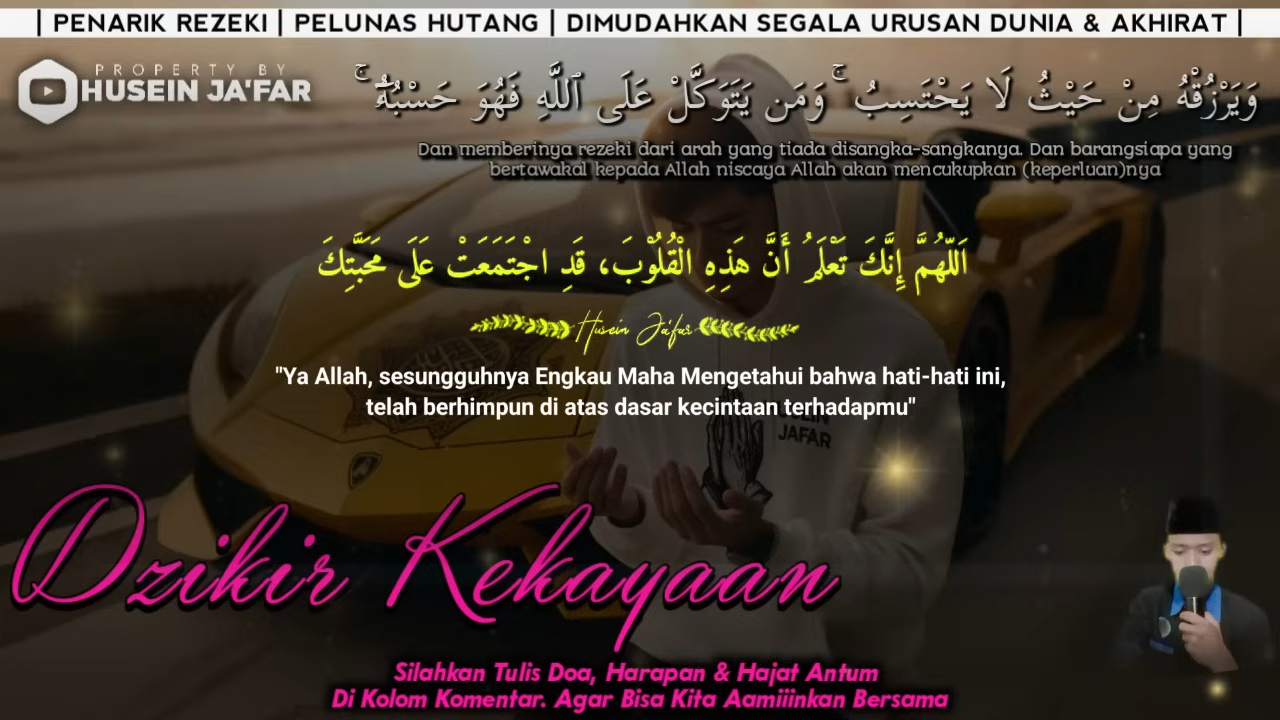 | PENARIK REZEKI | PELUNAS HUTANG | DIMUDAHKAN SEGALA URUSAN DUNIA & AKHIRAT |
PROPERTY BY
HUSEIN JA'FAR
وَيَرْزُقْهُ مِنْ حَيْثُ لَا يَحْتَسِبُ ۚ وَمَن يَتَوَكَّلْ عَلَى ٱللَّهِ فَهُوَ حَسْبُهُۥٓ ۚ
Dan memberinya rezeki dari arah yang tiada disangka-sangkanya. Dan barangsiapa yang
bertawakal kepada Allah niscaya Allah akan mencukupkan (keperluan)nya
اَللّٰهُمَّ إِنَّكَ تَعْلَمُ أَنَّ هَذِهِ الْقُلُوْبَ، قَدِ اجْتَمَعَتْ عَلَى مَحَبَّتِكَ
Husein Ja'far
"Ya Allah, sesungguhnya Engkau Maha Mengetahui bahwa hati-hati ini,
telah berhimpun di atas dasar kecintaan terhadapmu"
HUSEIN
JAFAR
Dzikir Kekayaan
Silahkan Tulis Doa, Harapan & Hajat Antum
Di Kolom Komentar. Agar Bisa Kita Aamiiinkan Bersama